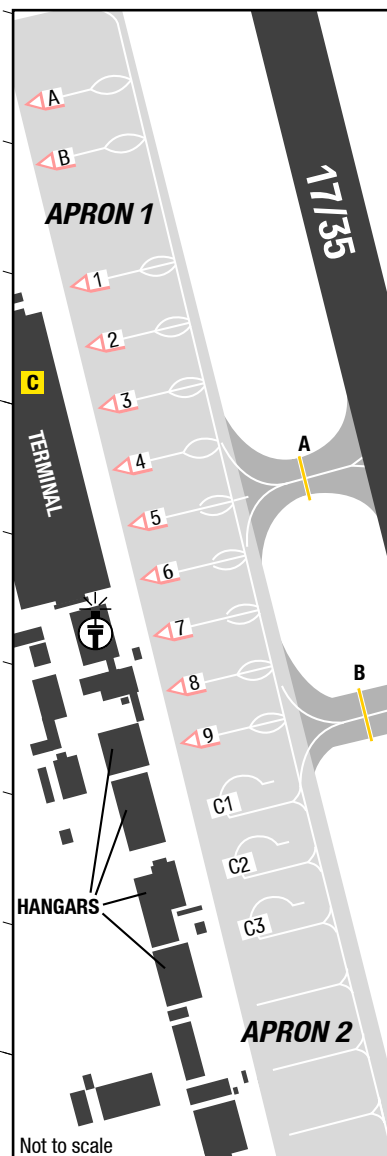 A
B
APRON 1
17/35
1
2
C
3
TERMINAL
A
4
5
6
7
B
8
9
C1
C2
HANGARS
C3
APRON 2
Not to scale